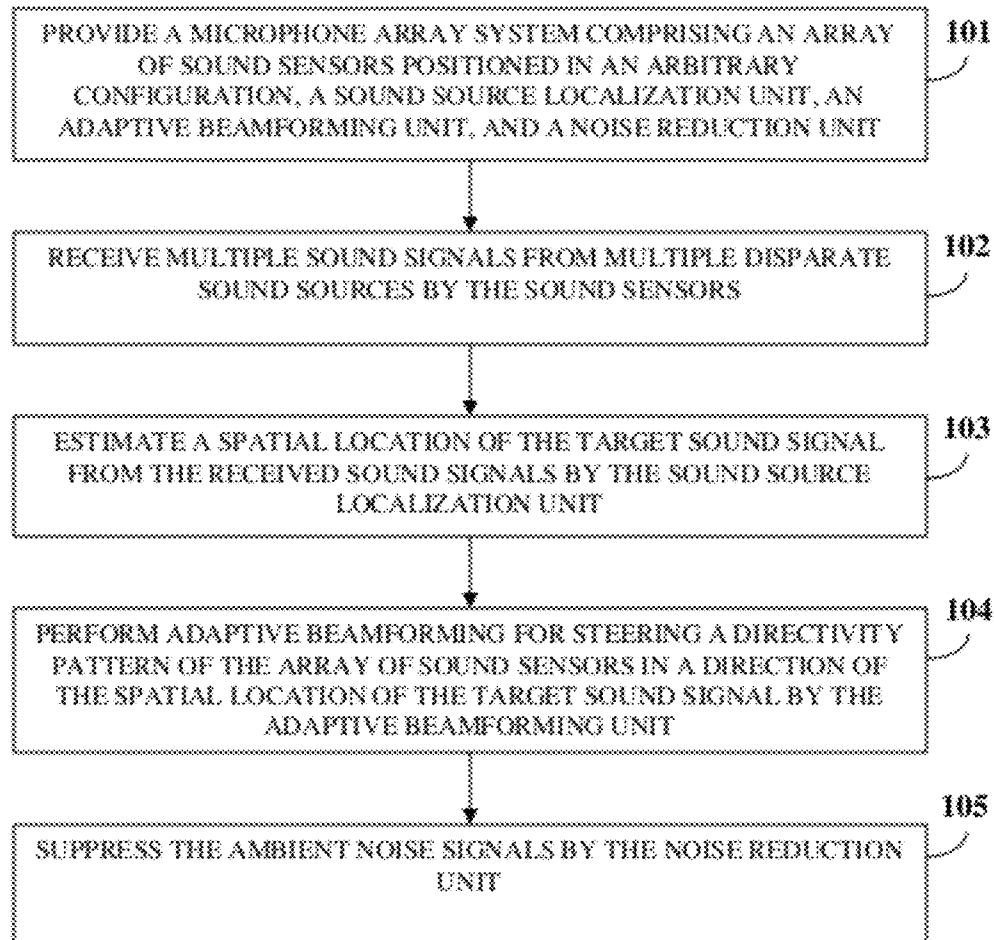 PROVIDE A MICROPHONE ARRAY SYSTEM COMPRISING AN ARRAY
OF SOUND SENSORS POSITIONED IN AN ARBITRARY
CONFIGURATION, A SOUND SOURCE LOCALIZATION UNIT, AN
ADAPTIVE BEAMFORMING UNIT, AND A NOISE REDUCTION UNIT
101
RECEIVE MULTIPLE SOUND SIGNALS FROM MULTIPLE DISPARATE
SOUND SOURCES BY THE SOUND SENSORS
102
ESTIMATE A SPATIAL LOCATION OF THE TARGET SOUND SIGNAL
FROM THE RECEIVED SOUND SIGNALS BY THE SOUND SOURCE
LOCALIZATION UNIT
103
PERFORM ADAPTIVE BEAMFORMING FOR STEERING A DIRECTIVITY
PATTERN OF THE ARRAY OF SOUND SENSORS IN A DIRECTION OF
THE SPATIAL LOCATION OF THE TARGET SOUND SIGNAL BY THE
ADAPTIVE BEAMFORMING UNIT
104
SUPPRESS THE AMBIENT NOISE SIGNALS BY THE NOISE REDUCTION
UNIT
105